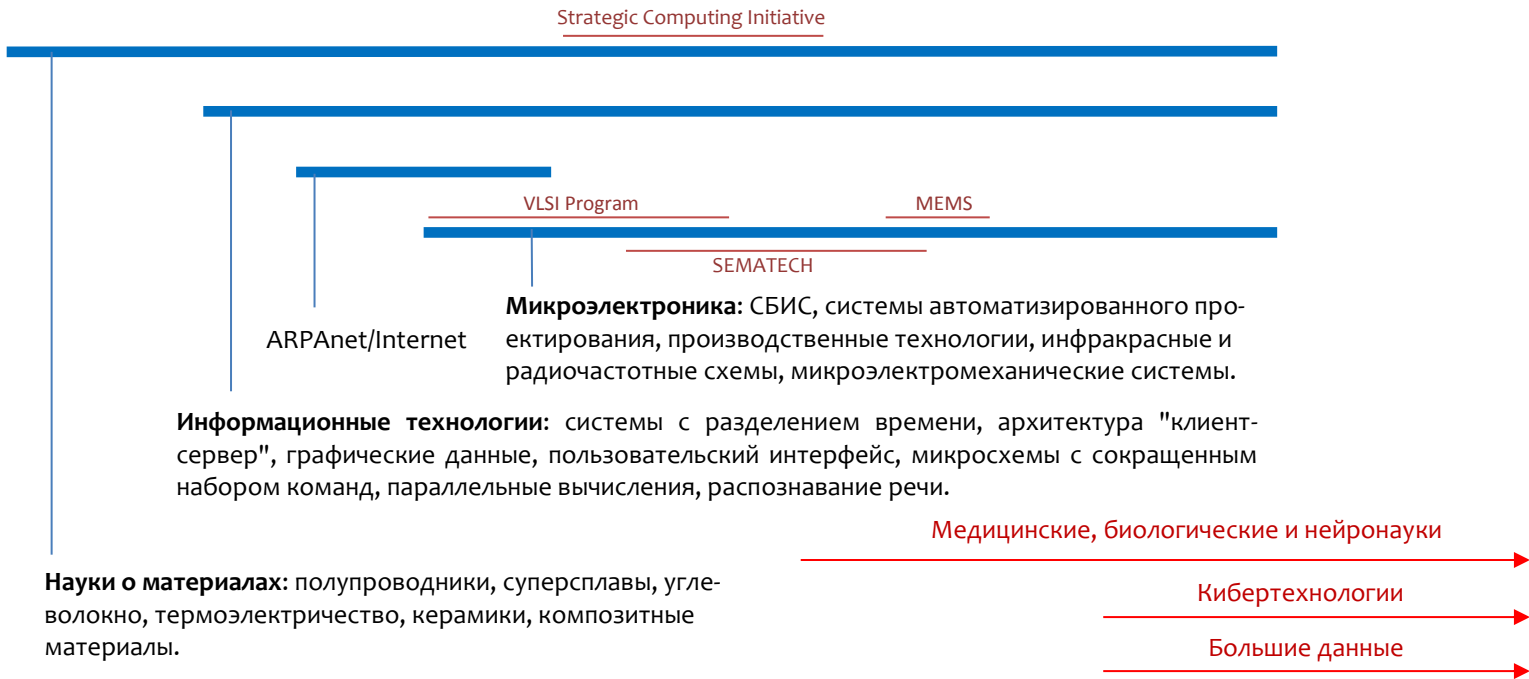 Strategic Computing Initiative
VLSI Program
MEMS
SEMATECH
Микроэлектроника: СБИС, системы автоматизированного про-
ектирования, производственные технологии, инфракрасные и
радиочастотные схемы, микроэлектромеханические системы.
ARPAnet/Internet
Информационные технологии: системы с разделением времени, архитектура "клиент-
сервер", графические данные, пользовательский интерфейс, микросхемы с сокращенным
набором команд, параллельные вычисления, распознавание речи.
Медицинские, биологические и нейронауки
Науки о материалах: полупроводники, суперсплавы, угле-
волокно, термоэлектричество, керамики, композитные
материалы.
Кибертехнологии
Большие данные